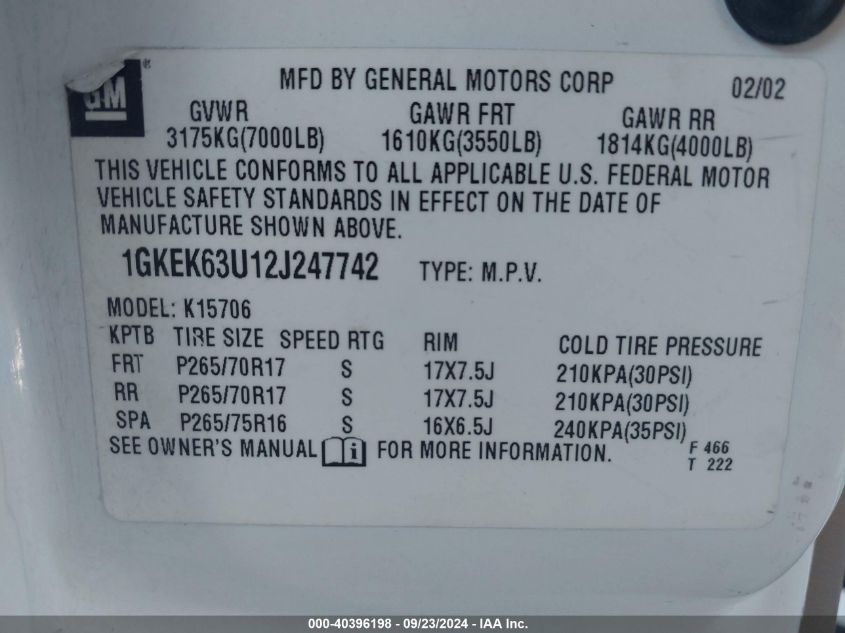 GM ®
MFD BY GENERAL MOTORS CORP 02/02
GVWR GAWR FRT GAWR RR
3175KG(7000LB) 1610KG(3550LB) 1814KG(4000LB)
THIS VEHICLE CONFORMS TO ALL APPLICABLE U.S. FEDERAL MOTOR
VEHICLE SAFETY STANDARDS IN EFFECT ON THE DATE OF
MANUFACTURE SHOWN ABOVE.
1GKEK63U12J247742 TYPE: M.P.V.
MODEL: K15706
KPTB TIRE SIZE SPEED RTG RIM COLD TIRE PRESSURE
FRT P265/70R17 S 17X7.5J 210KPA(30PSI)
RR P265/70R17 S 17X7.5J 210KPA(30PSI)
SPA P265/75R16 S 16X6.5J 240KPA(35PSI)
SEE OWNER'S MANUAL i FOR MORE INFORMATION. F 466
T 222
000-40396198 - 09/23/2024 - IAA Inc.